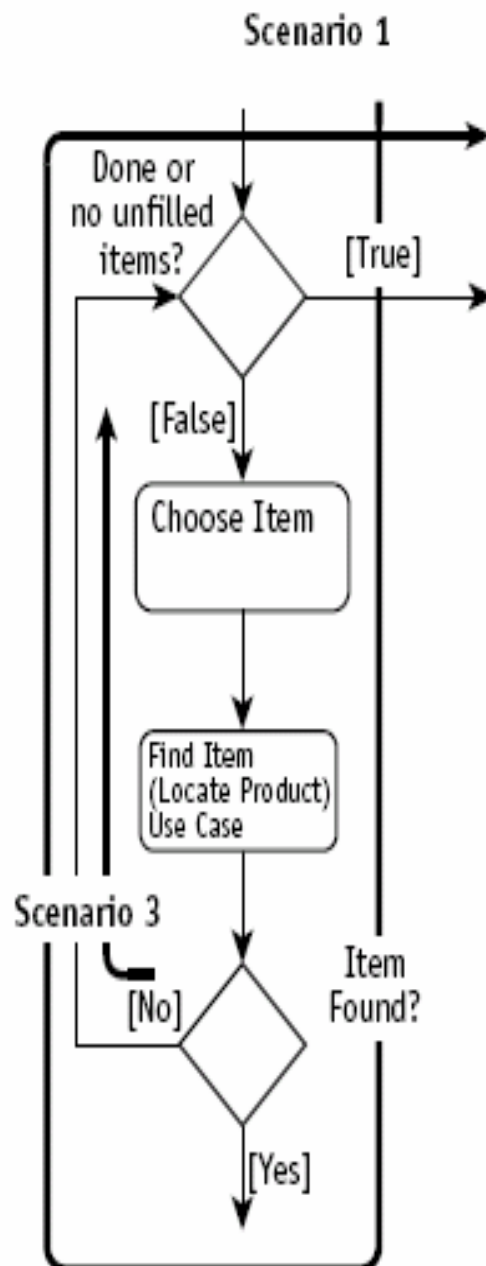 Scenario 1
Done or
no unfilled
items?
[True]
[False]
Choose Item
Find Item
(Locate Product)
Use Case
Scenario 3
Item
Found?
[No]
[Yes]